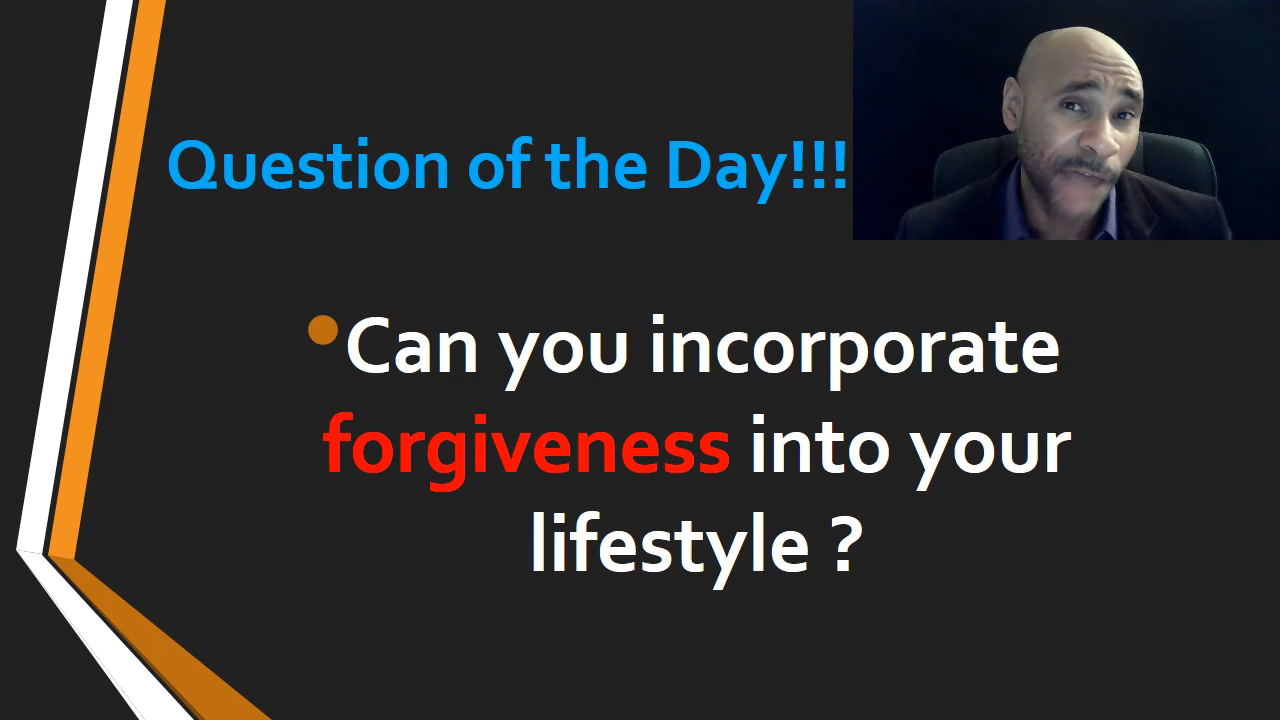 Question of the Day!!!
•Can you incorporate
forgiveness into your
lifestyle ?